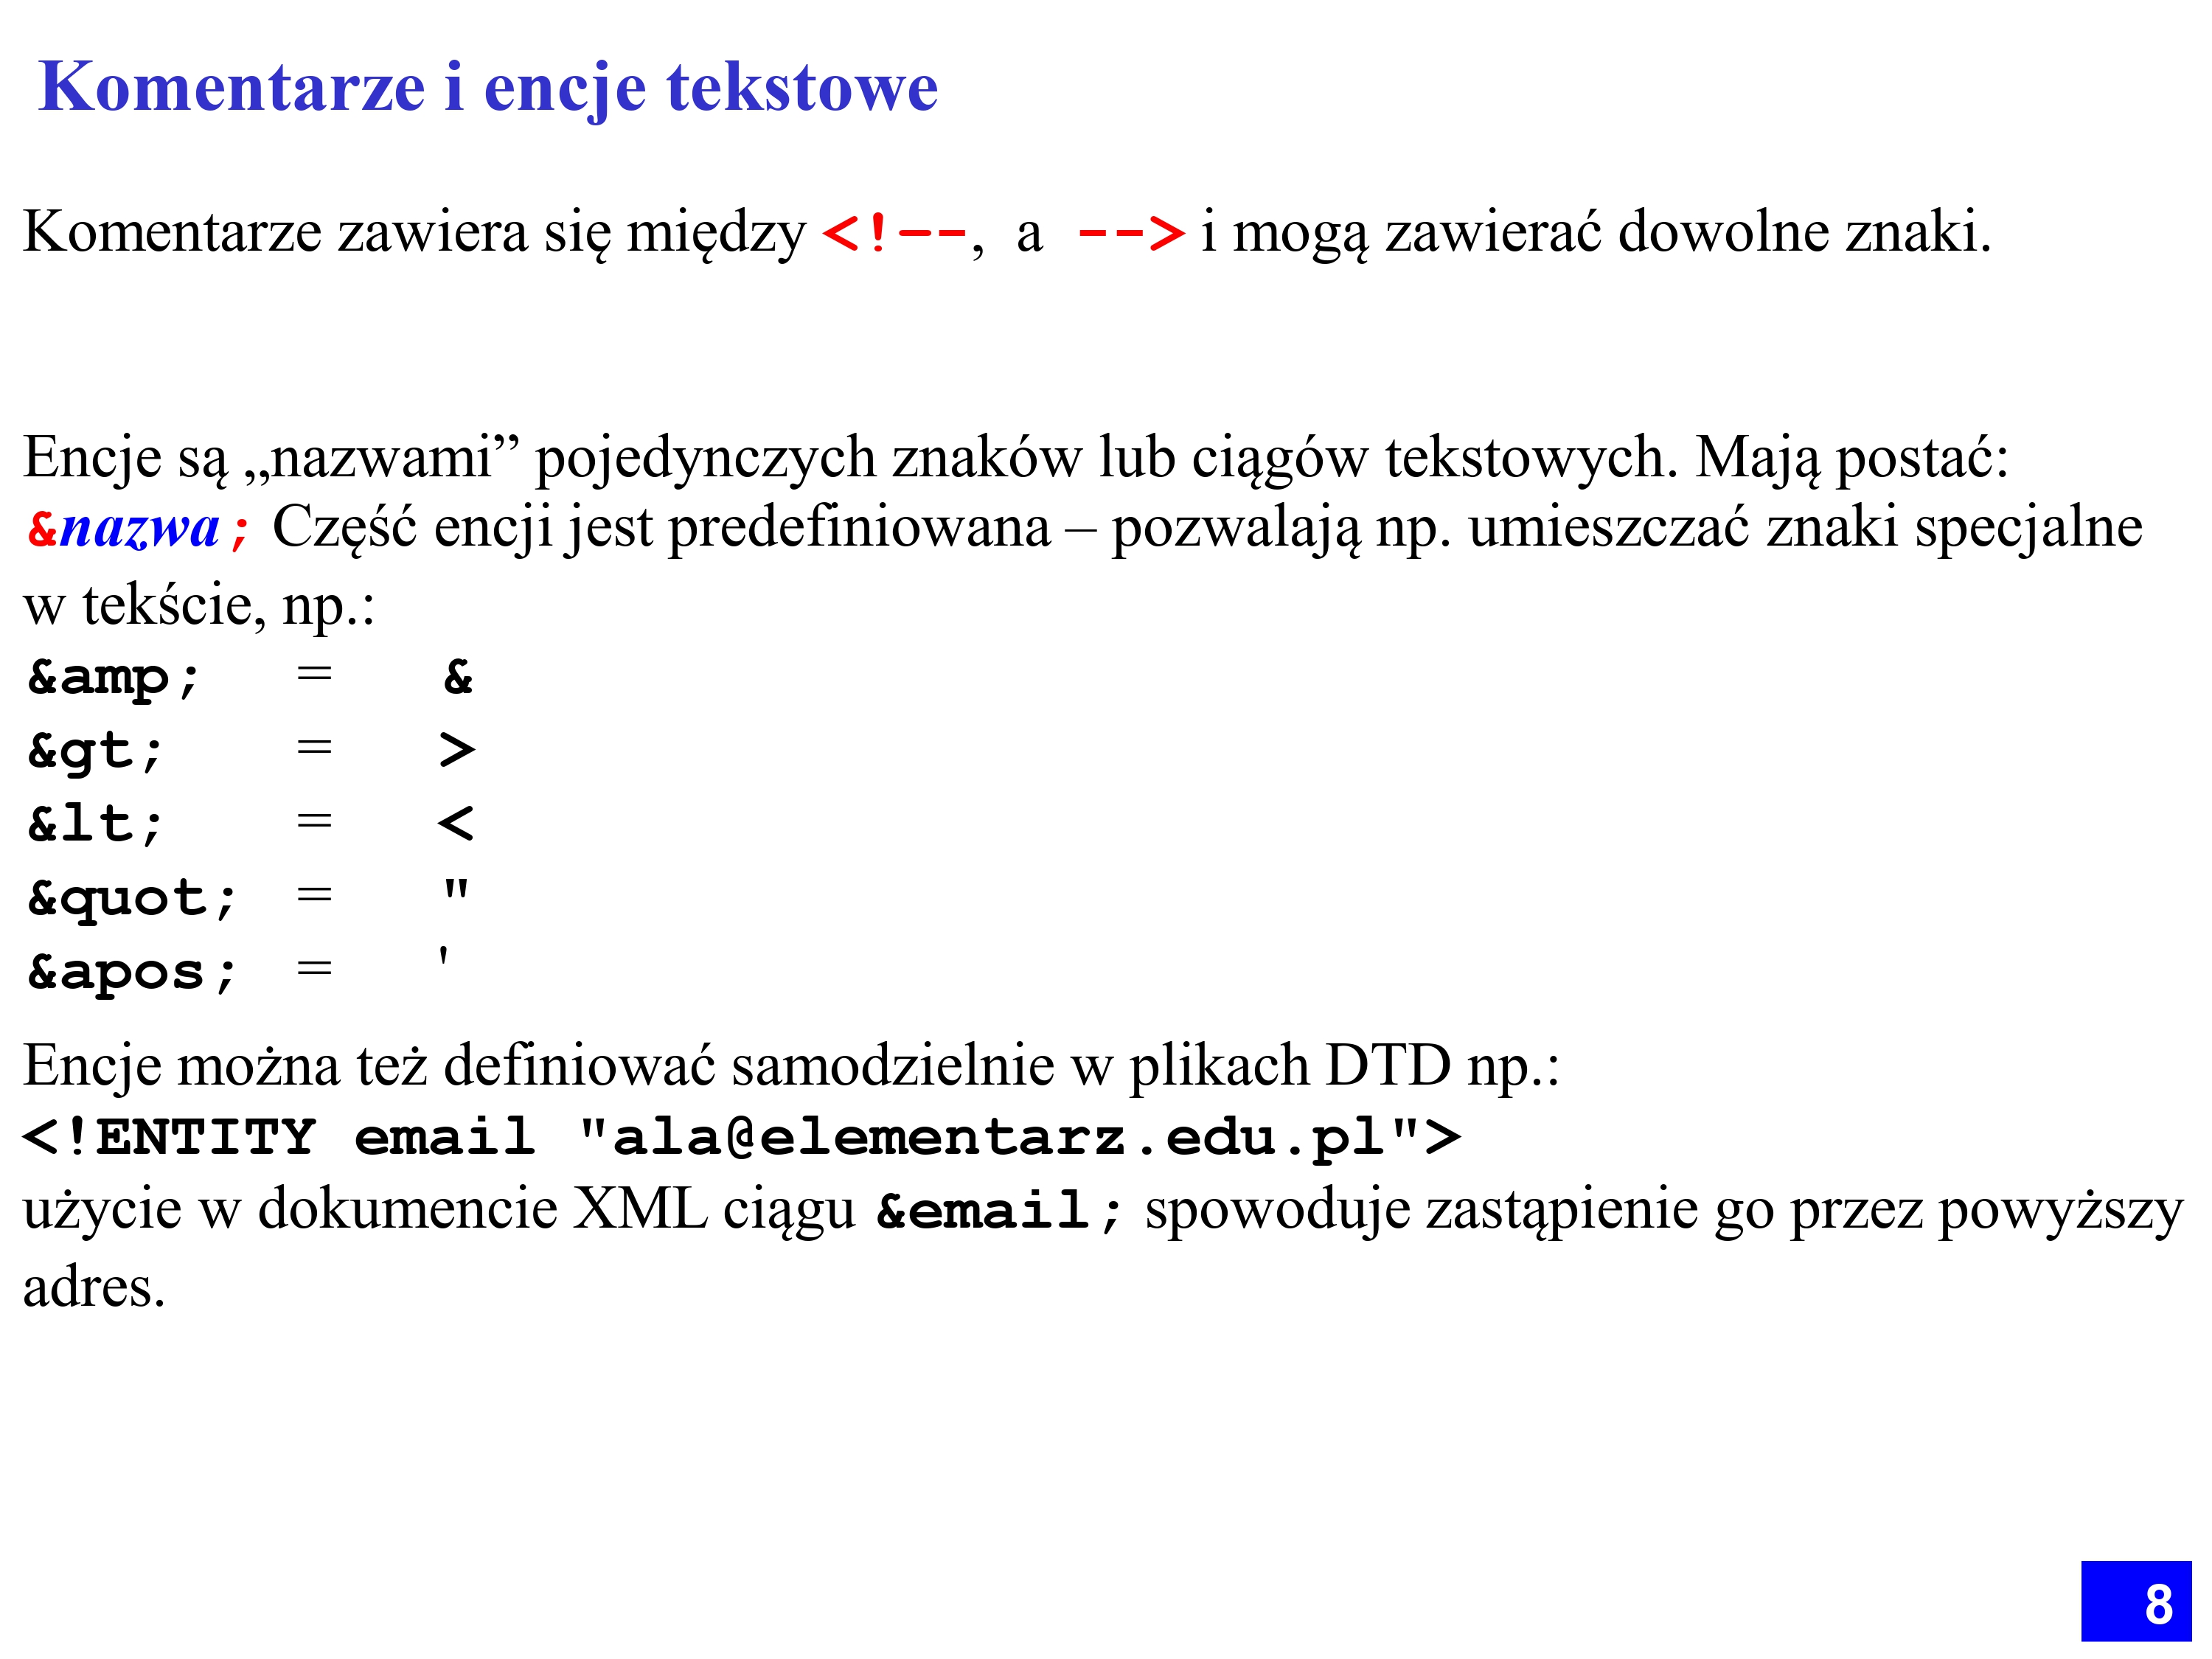 Komentarze i encje tekstowe
Komentarze zawiera się między <!–-, a --> i mogą zawierać dowolne znaki.
Encje są „nazwami” pojedynczych znaków lub ciągów tekstowych. Mają postać:
&nazwa; Część encji jest predefiniowana – pozwalają np. umieszczać znaki specjalne
w tekście, np.:
&amp; = &
&gt; = >
&lt; = <
&quot; = "
&apos; = '
Encje można też definiować samodzielnie w plikach DTD np.:
<!ENTITY email "ala@elementarz.edu.pl">
użycie w dokumencie XML ciągu &email; spowoduje zastąpienie go przez powyższy
adres.
8